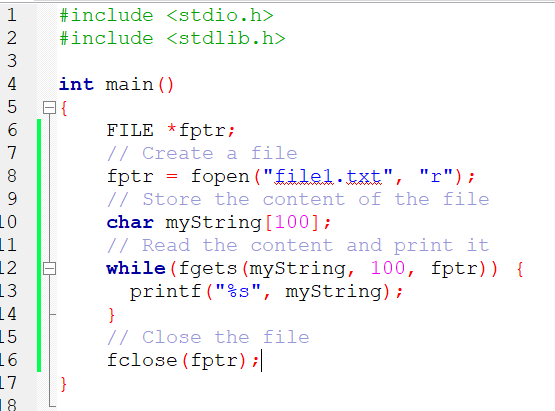 1 #include <stdio.h>
2 #include <stdlib.h>
3
4 int main()
5 {
6 FILE *fptr;
7 // Create a file
8 fptr = fopen("file1.txt", "r");
9 // Store the content of the file
10 char myString[100];
11 // Read the content and print it
12 while(fgets(myString, 100, fptr)) {
13 printf("%s", myString);
14 }
15 // Close the file
16 fclose(fptr);
17 }
18